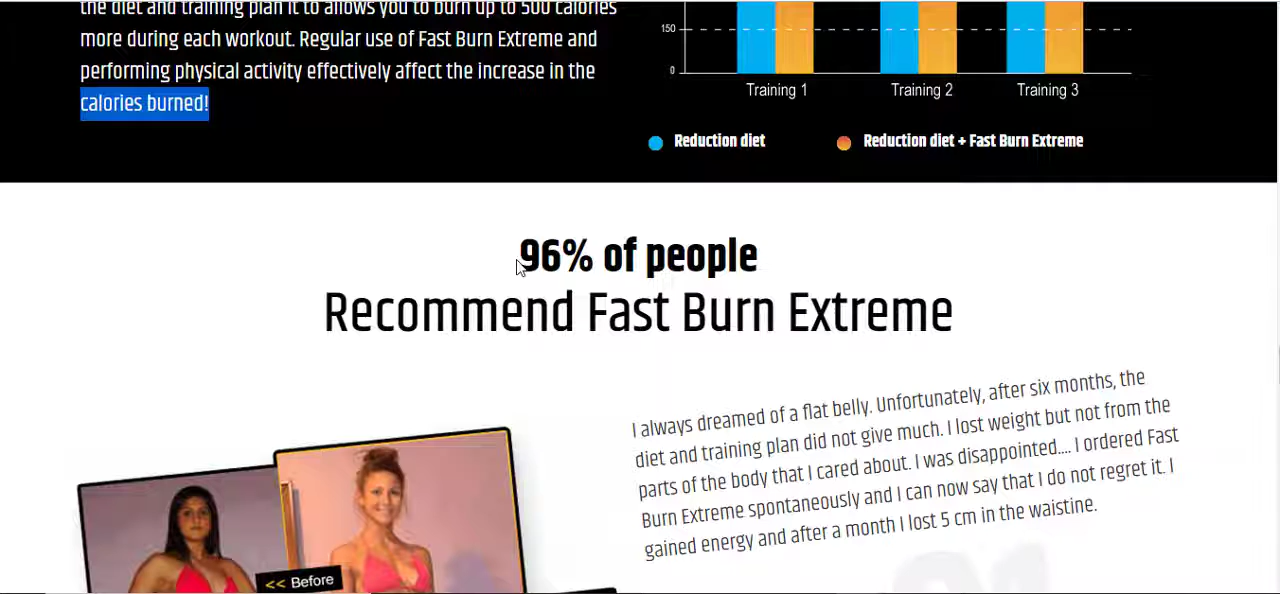 the diet and training plan it to allows you to burn up to 500 calories
more during each workout. Regular use of Fast Burn Extreme and
performing physical activity effectively affect the increase in the
calories burned!
150
0
Training 1
Training 2
Training 3
Reduction diet
Reduction diet + Fast Burn Extreme
96% of people
Recommend Fast Burn Extreme
I always dreamed of a flat belly. Unfortunately, after six months, the
diet and training plan did not give much. I lost weight but not from the
parts of the body that I cared about. I was disappointed.... I ordered Fast
Burn Extreme spontaneously and I can now say that I do not regret it. I
gained energy and after a month I lost 5 cm in the waistine.
<< Before